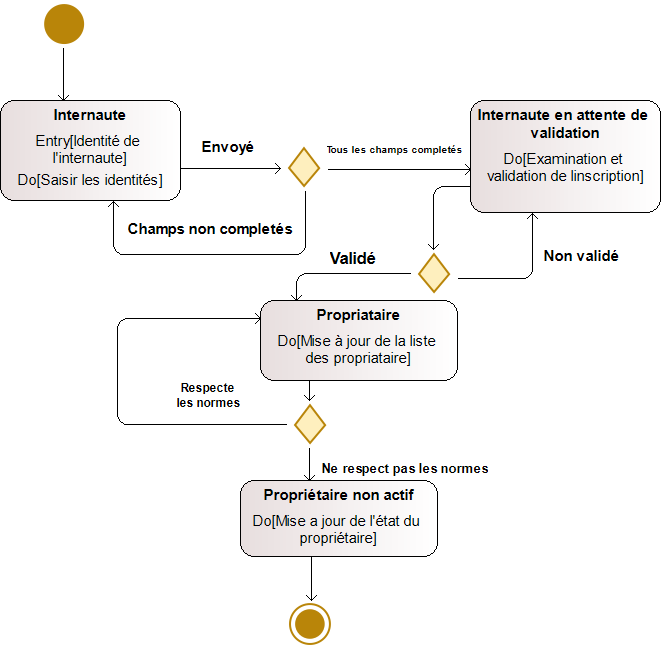 Internaute
Entry[Identité de
l'internaute]
Do[Saisir les identités]
Envoyé
Tous les champs completés
Internaute en attente de
validation
Do[Examination et
validation de linscription]
Champs non completés
Validé
Non validé
Propriataire
Do[Mise à jour de la liste
des propriataire]
Respecte
les normes
Ne respect pas les normes
Propriétaire non actif
Do[Mise a jour de l'état du
propriétaire]